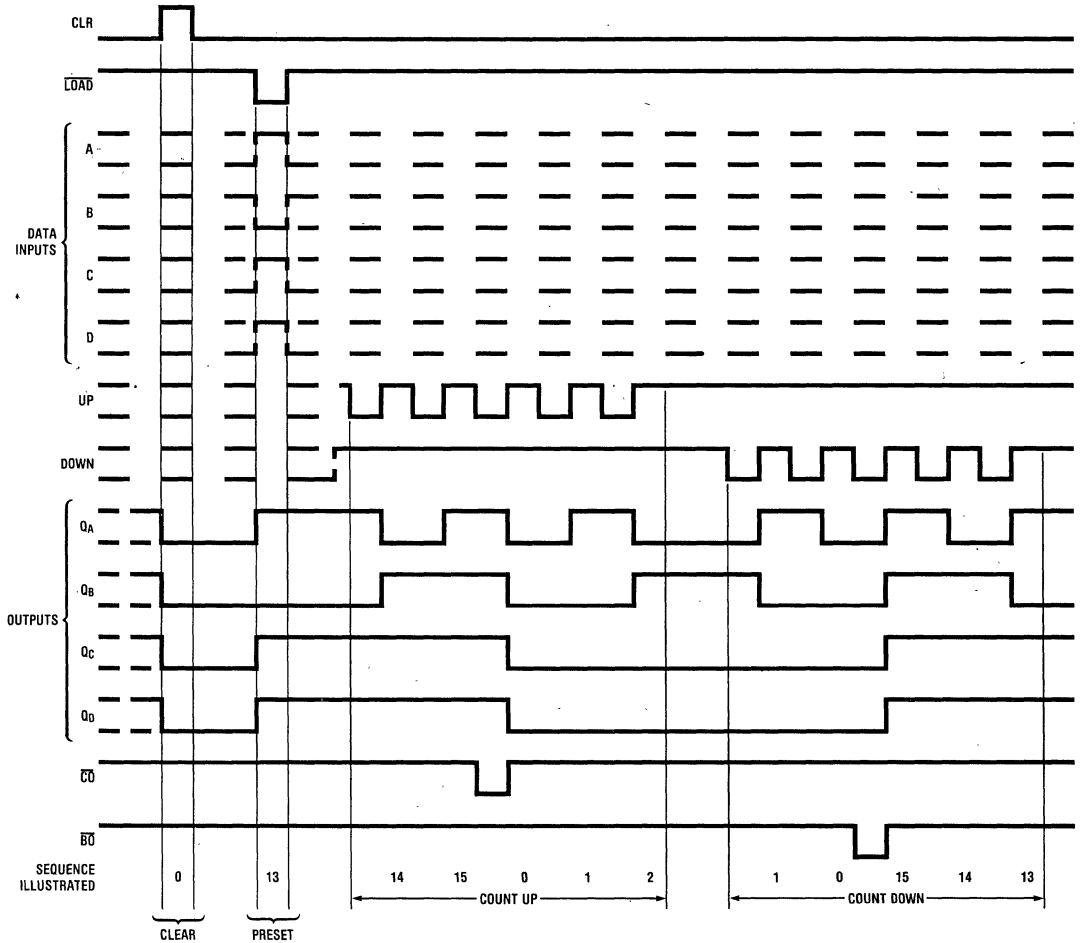 CLR
LOAD
A
B
DATA
INPUTS
C
D
UP
DOWN
QA
QB
OUTPUTS
QC
QD
CO
BO
SEQUENCE
ILLUSTRATED
0 13 14 15 0 1 2 1 0 15 14 13
COUNT UP COUNT DOWN
CLEAR PRESET